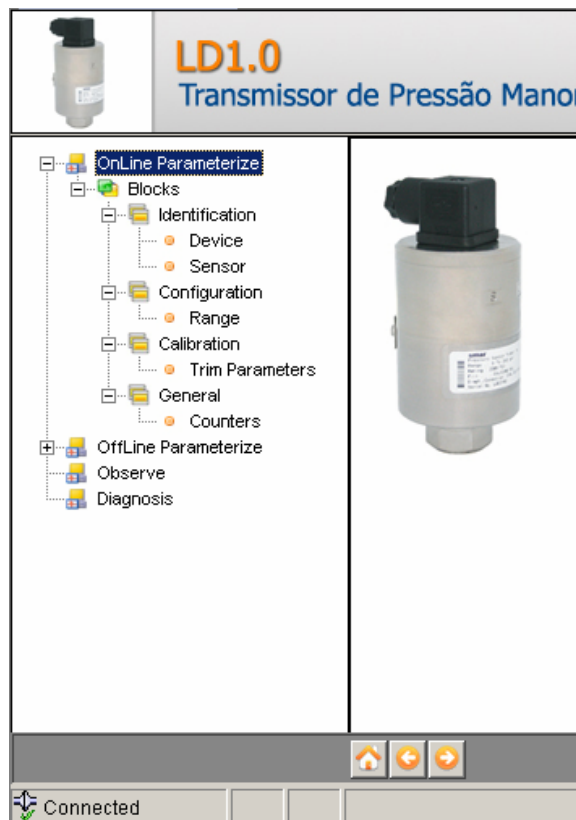 LD1.0
Transmissor de Pressão Manor
OnLine Parameterize
Blocks
Identification
Device
Sensor
Configuration
Range
Calibration
Trim Parameters
General
Counters
OffLine Parameterize
Observe
Diagnosis
smar
Connected